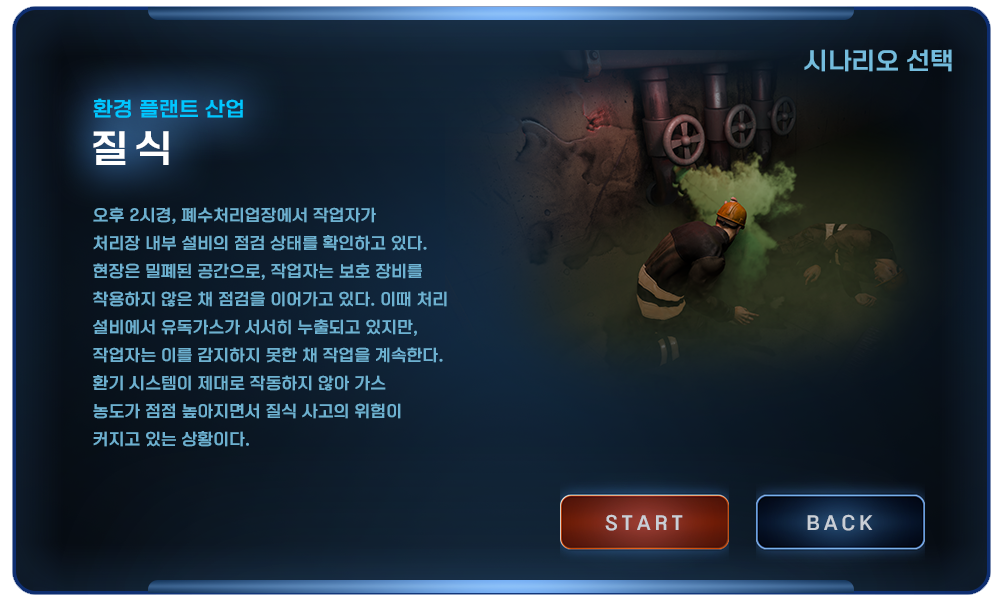 시나리오 선택
환경 플랜트 산업
질식
오후 2시경, 폐수처리업장에서 작업자가
처리장 내부 설비의 점검 상태를 확인하고 있다.
현장은 밀폐된 공간으로, 작업자는 보호 장비를
착용하지 않은 채 점검을 이어가고 있다. 이때 처리
설비에서 유독가스가 서서히 누출되고 있지만,
작업자는 이를 감지하지 못한 채 작업을 계속한다.
환기 시스템이 제대로 작동하지 않아 가스
농도가 점점 높아지면서 질식 사고의 위험이
커지고 있는 상황이다.
START
BACK